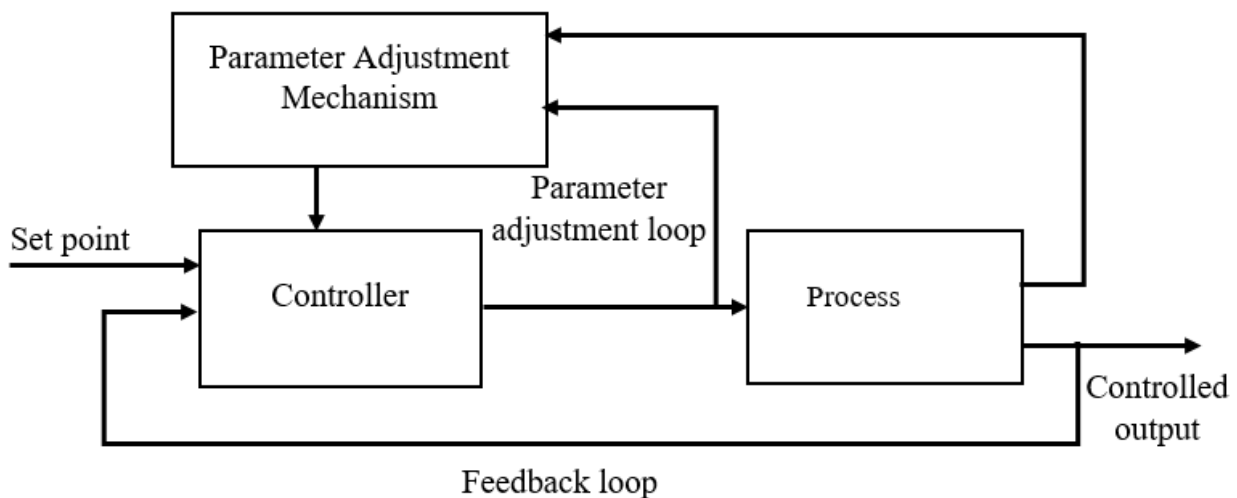 Parameter Adjustment
Mechanism
Parameter
adjustment loop
Set point
Controller
Process
Controlled
output
Feedback loop